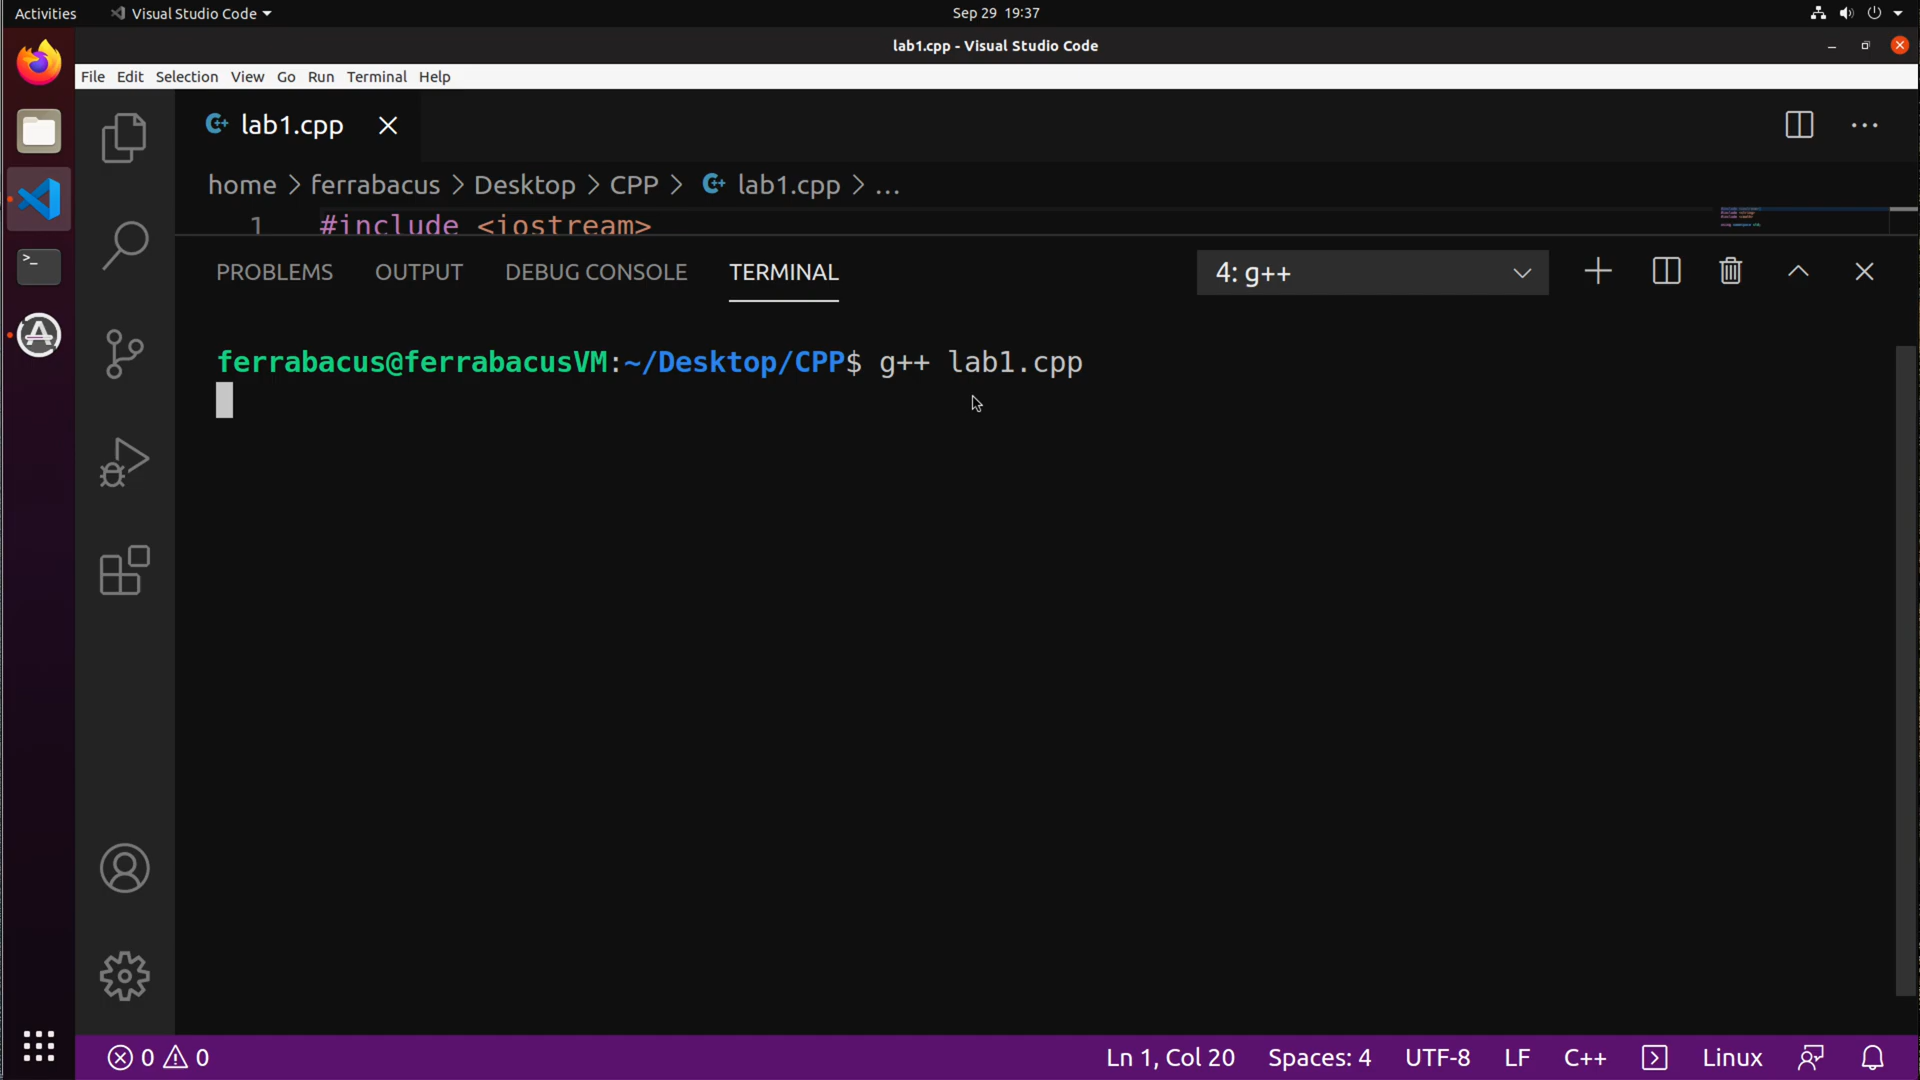 Activities
Visual Studio Code
Sep 29 19:37
lab1.cpp - Visual Studio Code
File Edit Selection View Go Run Terminal Help
lab1.cpp
home > ferrabacus > Desktop > CPP > lab1.cpp > ...
1 #include <iostream>
PROBLEMS OUTPUT DEBUG CONSOLE TERMINAL
4: g++
ferrabacus@ferrabacusVM:~/Desktop/CPP$ g++ lab1.cpp
0 0
Ln 1, Col 20 Spaces: 4 UTF-8 LF C++ Linux